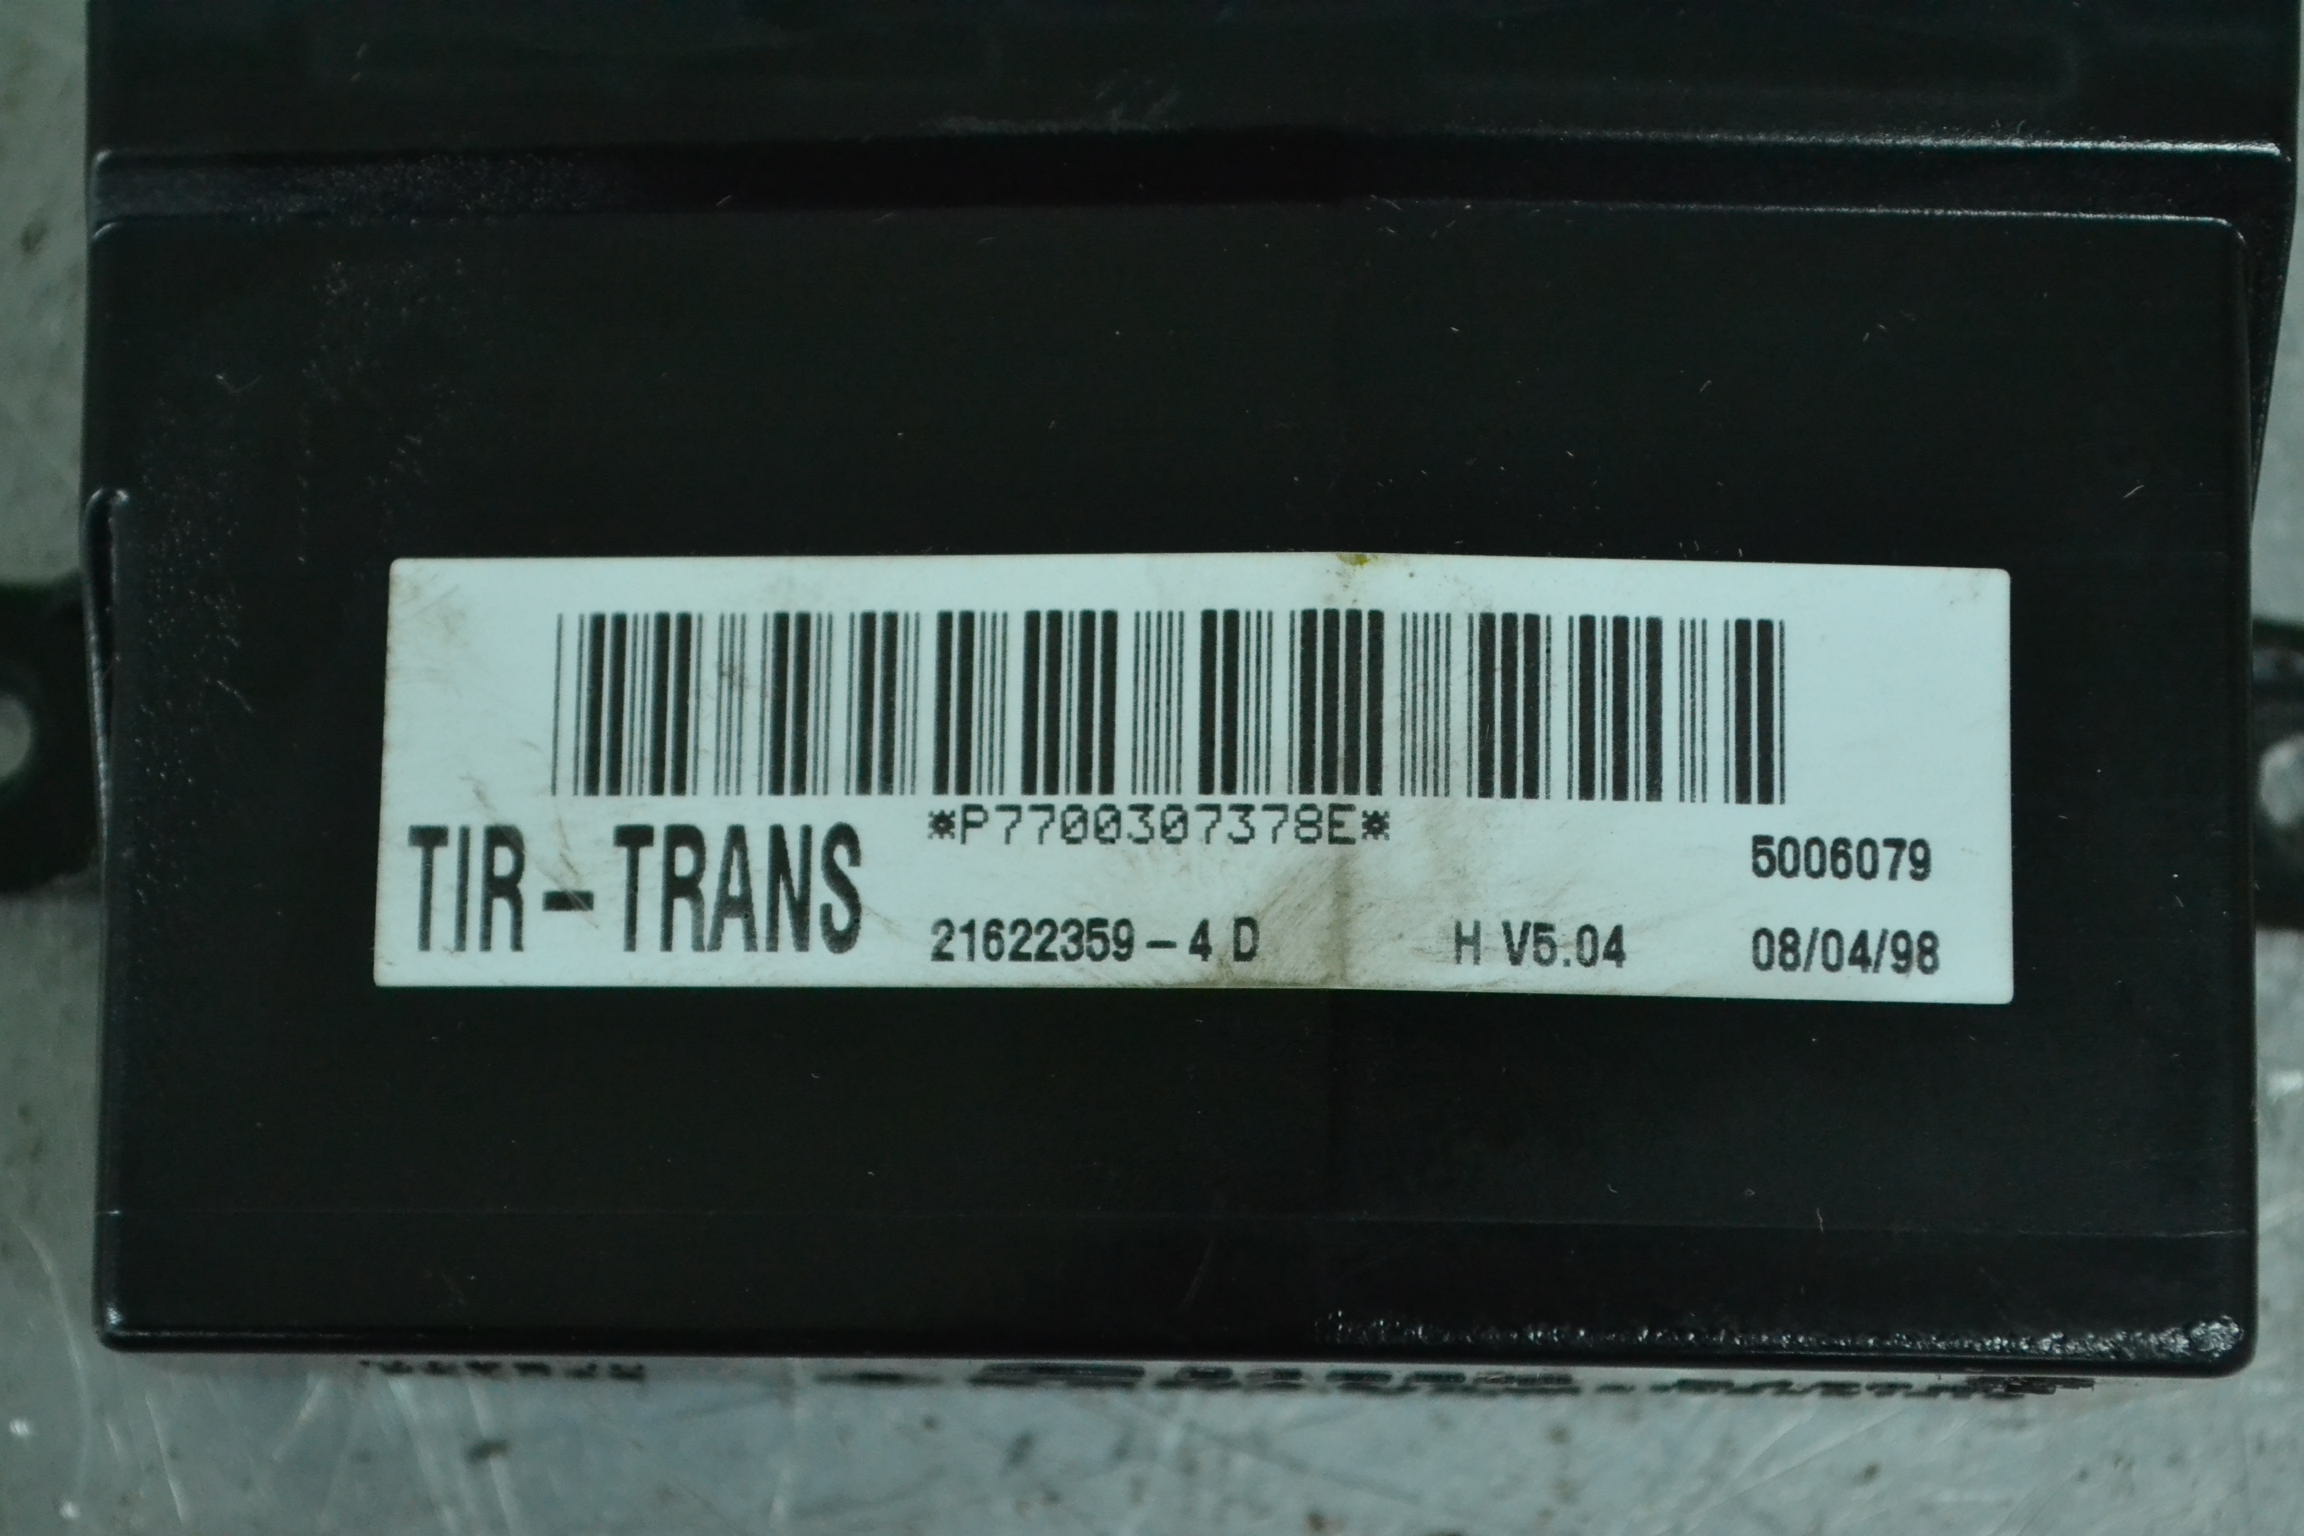 *P7700307378E*
TIR-TRANS
5006079
21622359-4 D H V5.04 08/04/98